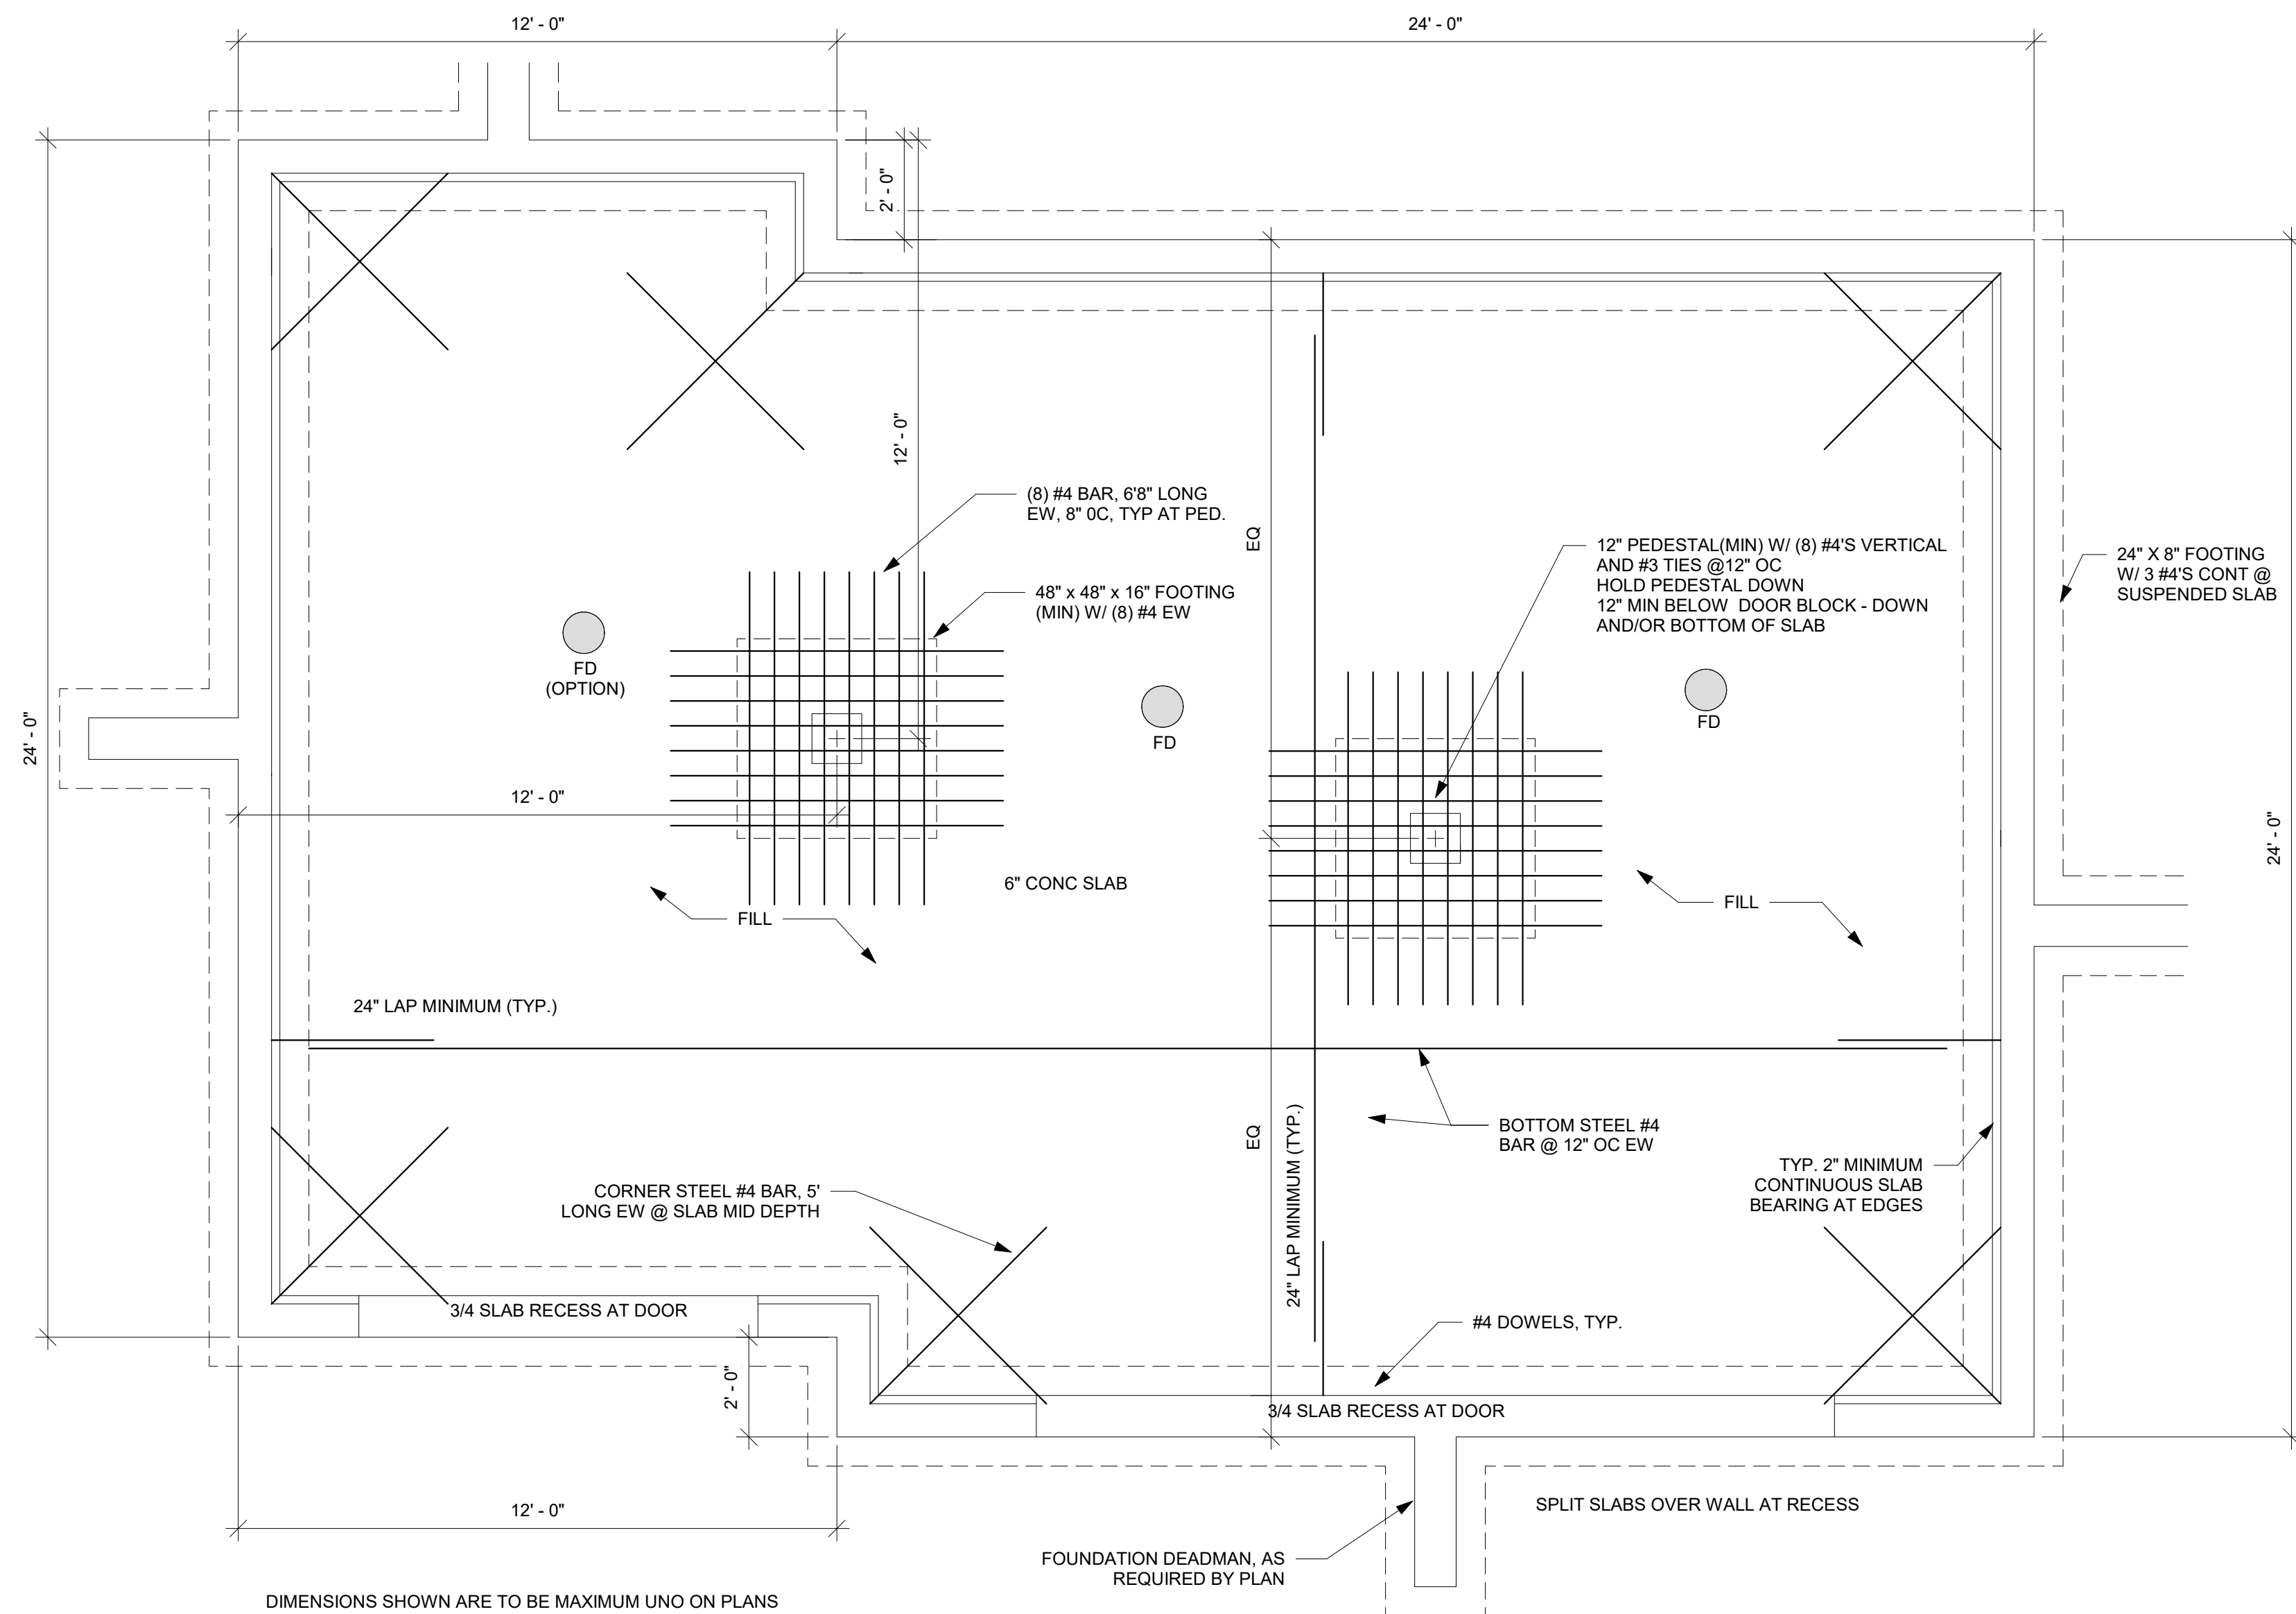 12' - 0"
24' - 0"
2' - 0"
12' - 0"
(8) #4 BAR, 6'8" LONG
EW, 8" 0C, TYP AT PED.
EQ
12" PEDESTAL(MIN) W/ (8) #4'S VERTICAL
AND #3 TIES @12" OC
HOLD PEDESTAL DOWN
12" MIN BELOW  DOOR BLOCK - DOWN
AND/OR BOTTOM OF SLAB
24" X 8" FOOTING
W/ 3 #4'S CONT @
SUSPENDED SLAB
48" x 48" x 16" FOOTING
(MIN) W/ (8) #4 EW
FD
(OPTION)
FD
FD
24' - 0"
12' - 0"
24' - 0"
6" CONC SLAB
FILL
FILL
24" LAP MINIMUM (TYP.)
EQ
24" LAP MINIMUM (TYP.)
BOTTOM STEEL #4
BAR @ 12" OC EW
TYP. 2" MINIMUM
CONTINUOUS SLAB
BEARING AT EDGES
CORNER STEEL #4 BAR, 5'
LONG EW @ SLAB MID DEPTH
3/4 SLAB RECESS AT DOOR
#4 DOWELS, TYP.
2' - 0"
3/4 SLAB RECESS AT DOOR
12' - 0"
SPLIT SLABS OVER WALL AT RECESS
FOUNDATION DEADMAN, AS
REQUIRED BY PLAN
DIMENSIONS SHOWN ARE TO BE MAXIMUM UNO ON PLANS